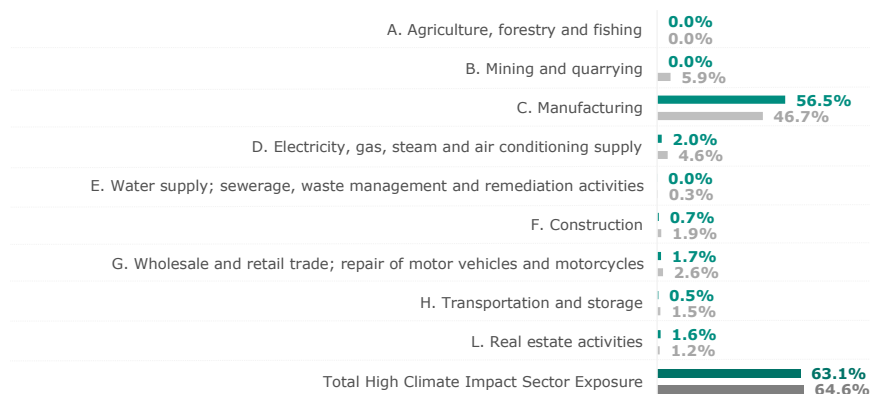 A. Agriculture, forestry and fishing 0.0%
0.0%
B. Mining and quarrying 0.0%
5.9%
C. Manufacturing 56.5%
46.7%
D. Electricity, gas, steam and air conditioning supply 2.0%
4.6%
E. Water supply; sewerage, waste management and remediation activities 0.0%
0.3%
F. Construction 0.7%
1.9%
G. Wholesale and retail trade; repair of motor vehicles and motorcycles 1.7%
2.6%
H. Transportation and storage 0.5%
1.5%
L. Real estate activities 1.6%
1.2%
Total High Climate Impact Sector Exposure 63.1%
64.6%